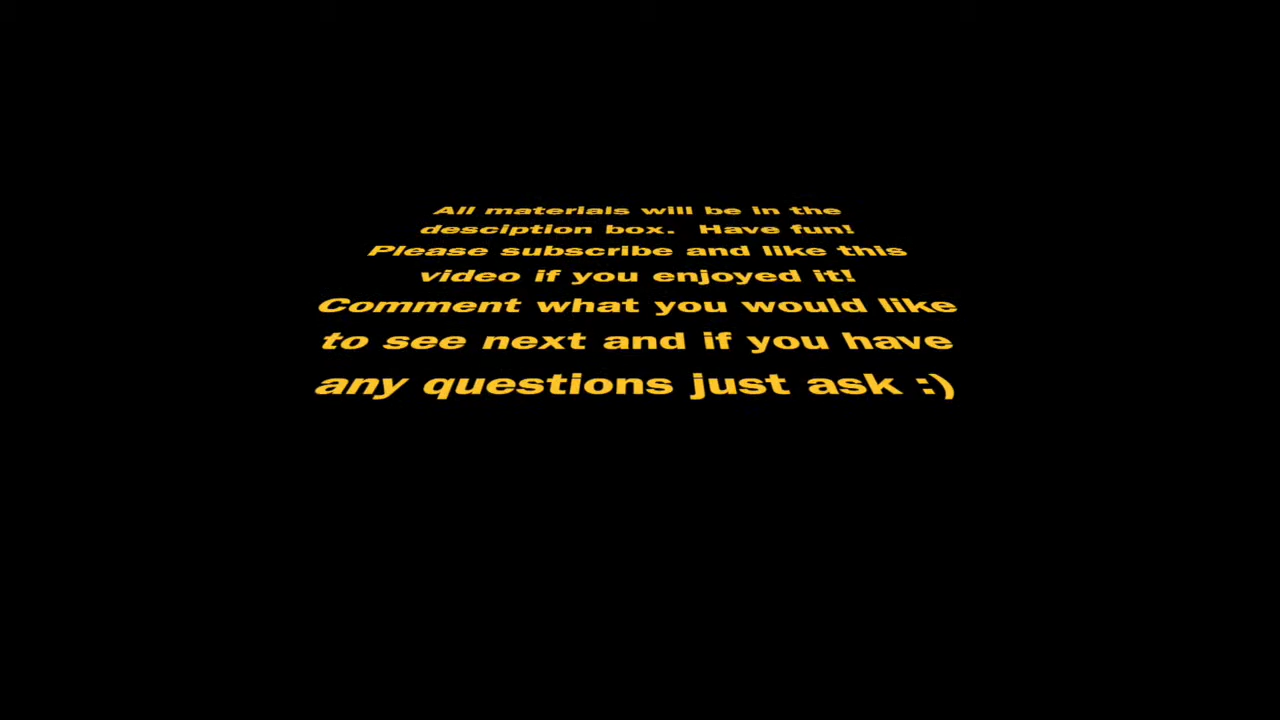 All materials will be in the
desciption box.  Have fun!
Please subscribe and like this
video if you enjoyed it!
Comment what you would like
to see next and if you have
any questions just ask :)